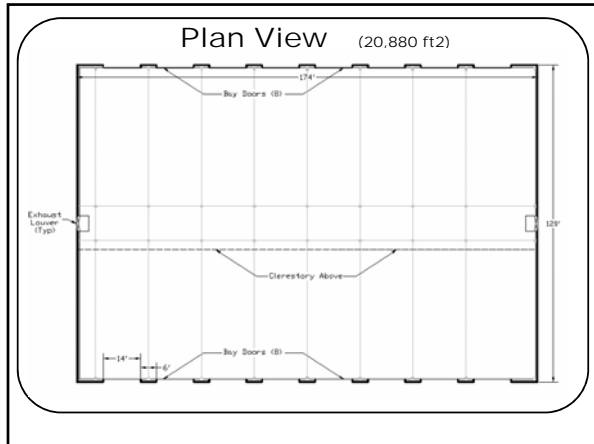 Plan View (20,880 ft2)
174'
Bay Doors (8)
Exhaust
Louver
(Typ)
120'
Clerestory Above
14'
6'
Bay Doors (8)